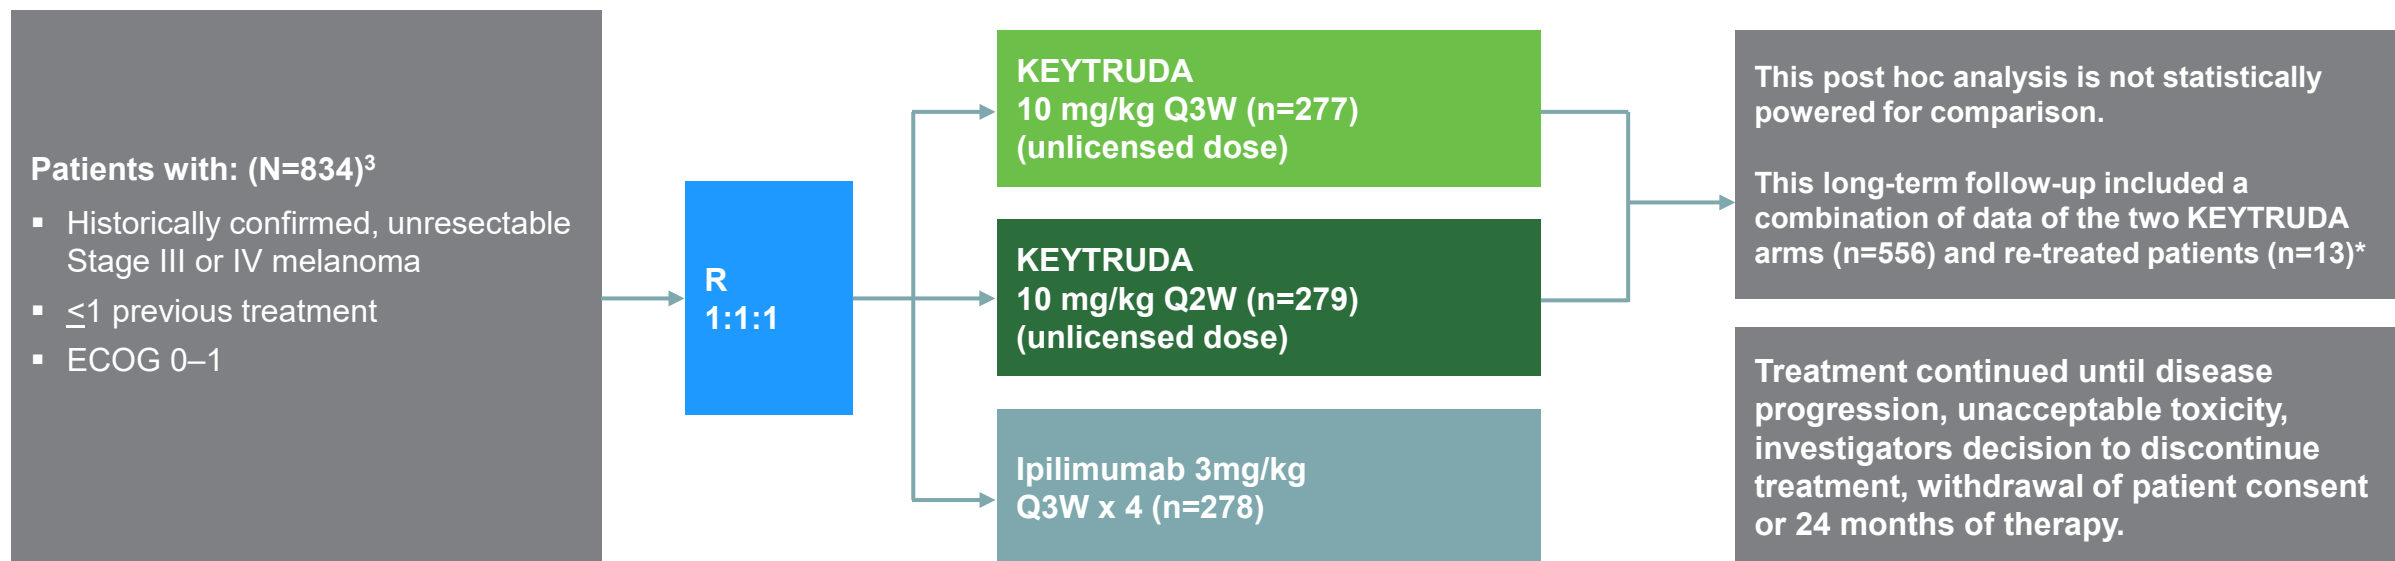 Patients with: (N=834)³
▪ Historically confirmed, unresectable
Stage III or IV melanoma
▪ ≤1 previous treatment
▪ ECOG 0–1
R
1:1:1
KEYTRUDA
10 mg/kg Q3W (n=277)
(unlicensed dose)
KEYTRUDA
10 mg/kg Q2W (n=279)
(unlicensed dose)
Ipilimumab 3mg/kg
Q3W x 4 (n=278)
This post hoc analysis is not statistically
powered for comparison.
This long-term follow-up included a
combination of data of the two KEYTRUDA
arms (n=556) and re-treated patients (n=13)*
Treatment continued until disease
progression, unacceptable toxicity,
investigators decision to discontinue
treatment, withdrawal of patient consent
or 24 months of therapy.